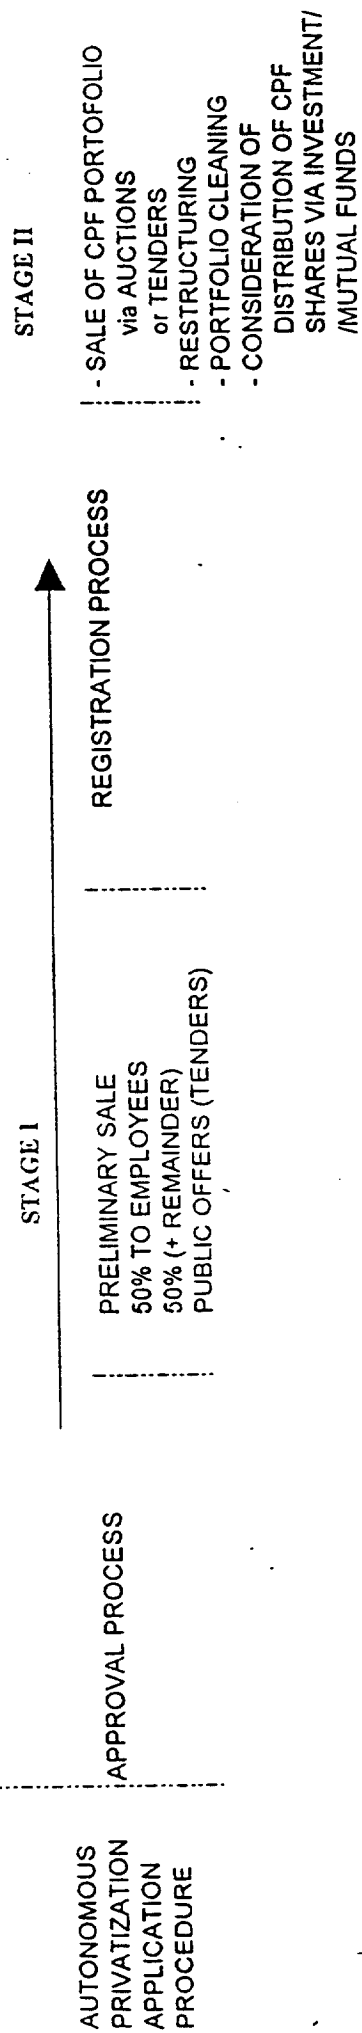 STAGE I
STAGE II
AUTONOMOUS
PRIVATIZATION
APPLICATION
PROCEDURE
APPROVAL PROCESS
PRELIMINARY SALE
50% TO EMPLOYEES
50% (+ REMAINDER)
PUBLIC OFFERS (TENDERS)
REGISTRATION PROCESS
- SALE OF CPF PORTOFOLIO
via AUCTIONS
or TENDERS
- RESTRUCTURING
- PORTFOLIO CLEANING
- CONSIDERATION OF
DISTRIBUTION OF CPF
SHARES VIA INVESTMENT/
/MUTUAL FUNDS